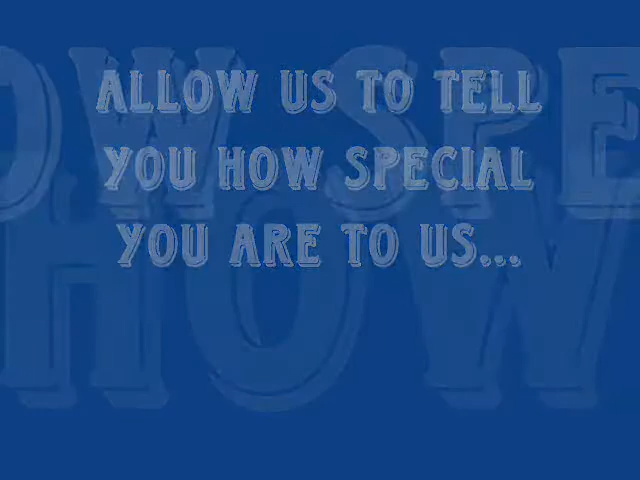 ALLOW US TO TELL
YOU HOW SPECIAL
YOU ARE TO US...